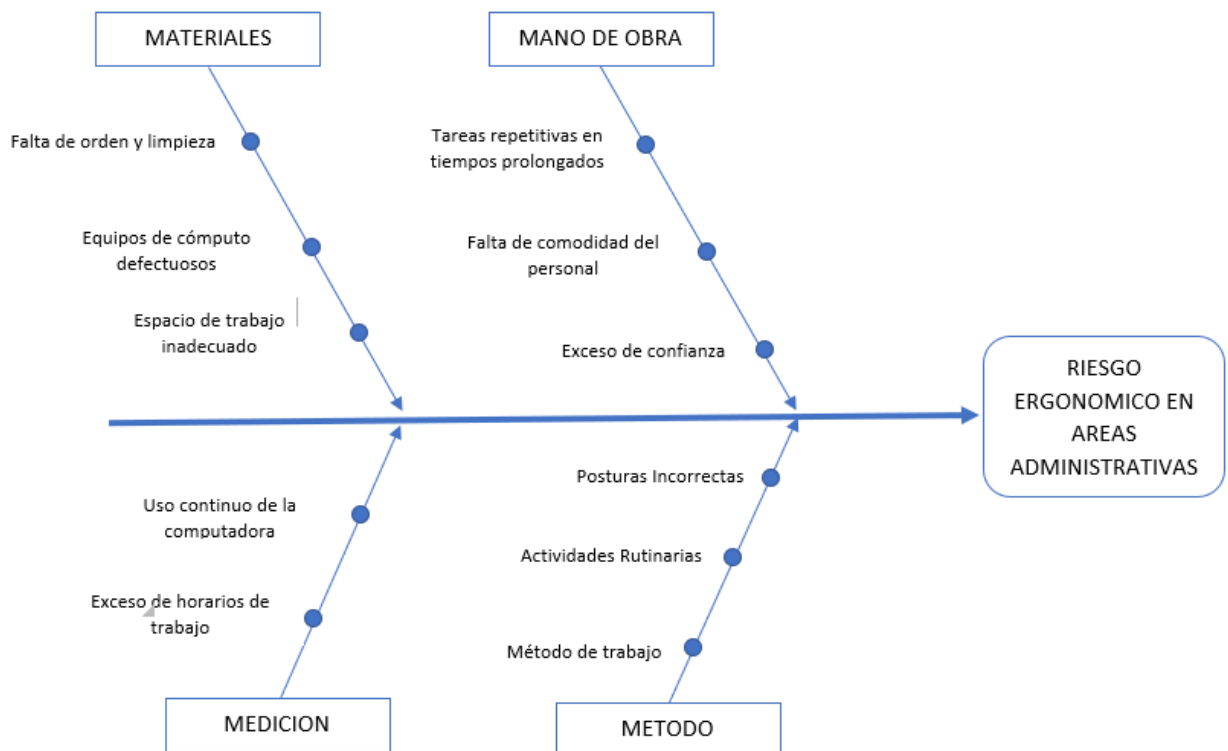 MATERIALES
MANO DE OBRA
Falta de orden y limpieza
Tareas repetitivas en
tiempos prolongados
Equipos de cómputo
defectuosos
Falta de comodidad del
personal
Espacio de trabajo
inadecuado
Exceso de confianza
RIESGO
ERGONOMICO EN
AREAS
ADMINISTRATIVAS
Posturas Incorrectas
Uso continuo de la
computadora
Actividades Rutinarias
Exceso de horarios de
trabajo
Método de trabajo
MEDICION
METODO